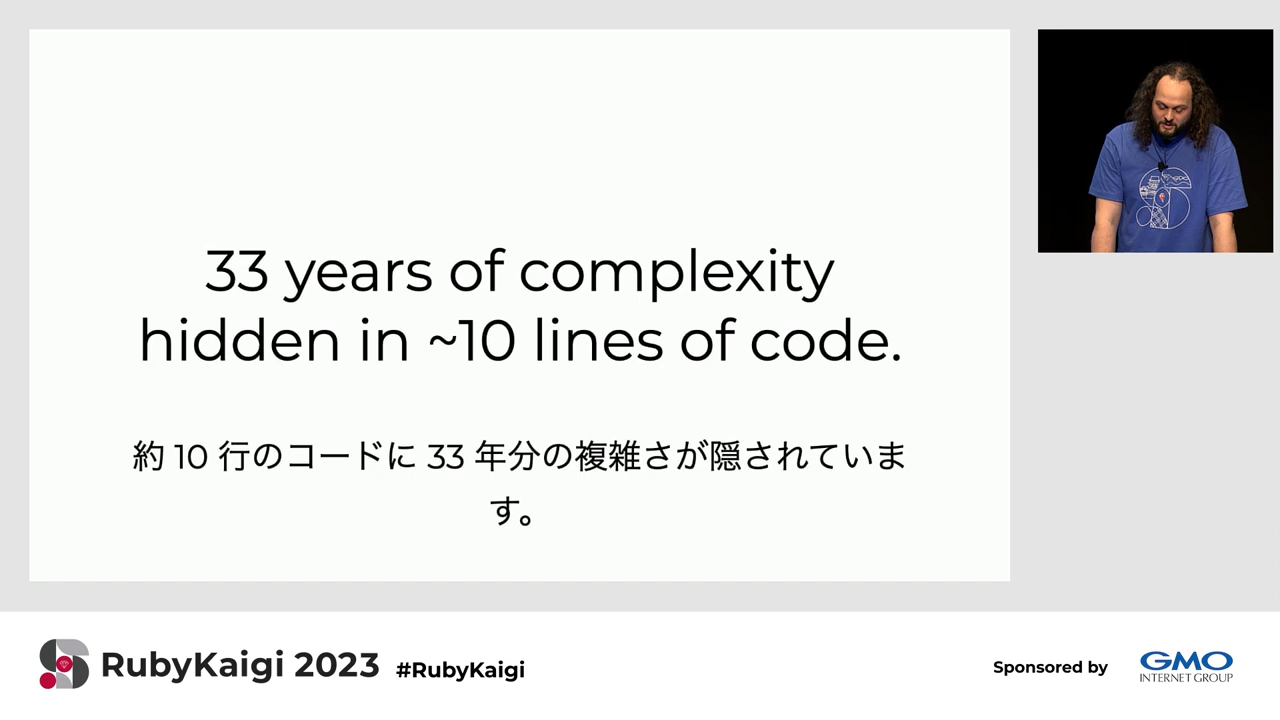 33 years of complexity
hidden in ~10 lines of code.
約 10 行のコードに 33 年分の複雑さが隠されていま
す。
RubyKaigi 2023 #RubyKaigi
Sponsored by
GMO
INTERNET GROUP